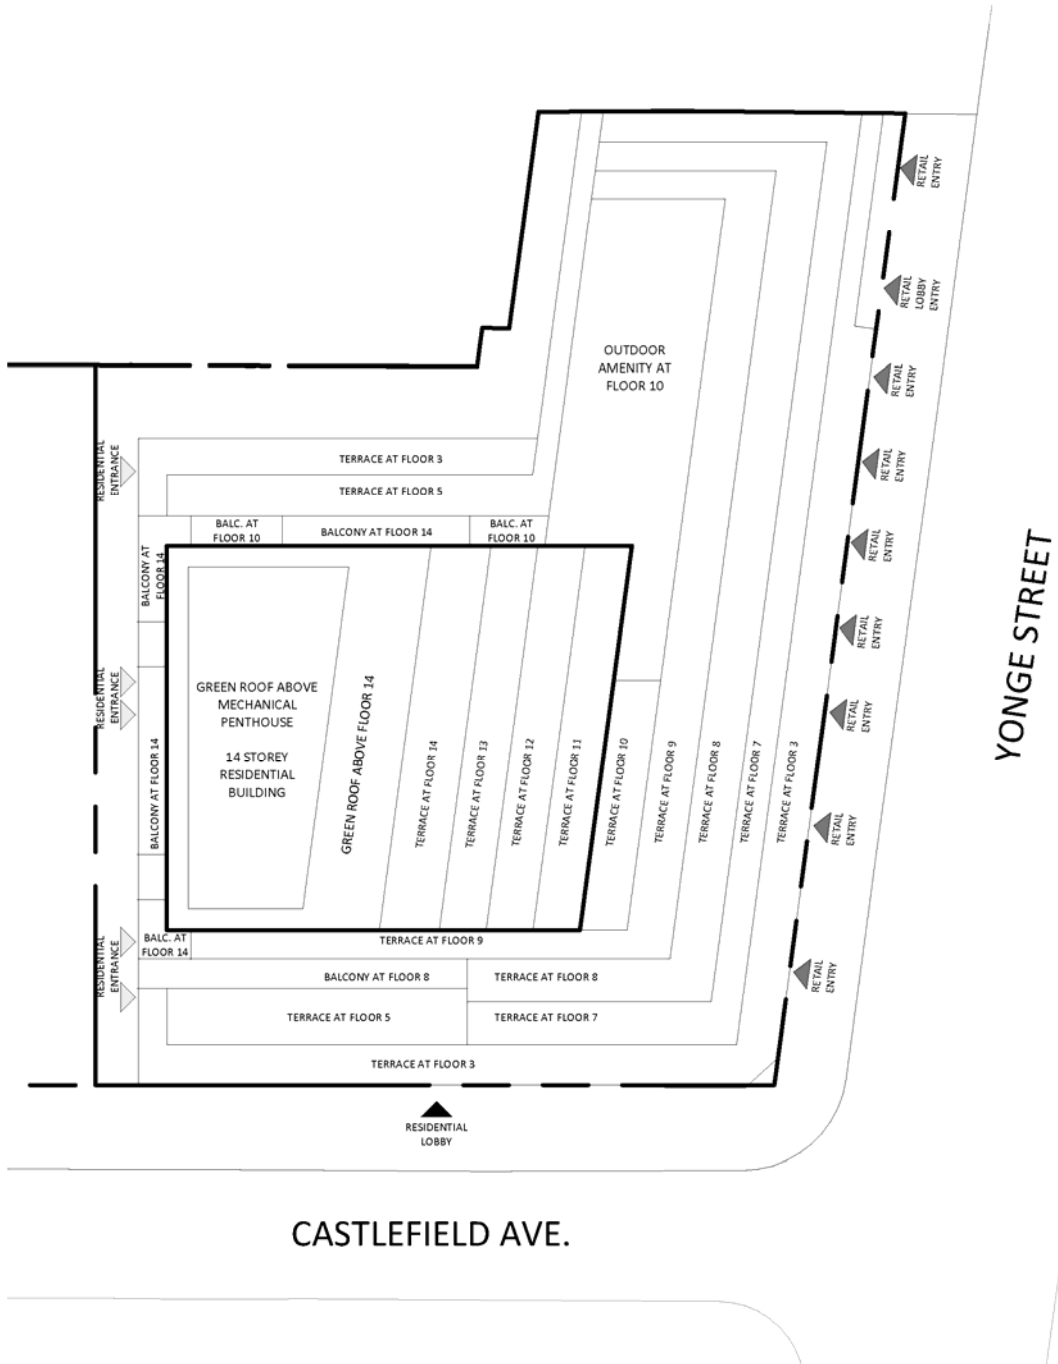 RETAIL
ENTRY
RETAIL
LOBBY
ENTRY
OUTDOOR
AMENITY AT
FLOOR 10
RETAIL
ENTRY
RESIDENTIAL
ENTRANCE
TERRACE AT FLOOR 3
RETAIL
ENTRY
TERRACE AT FLOOR 5
BALC. AT
FLOOR 10
BALCONY AT FLOOR 14
BALC. AT
FLOOR 10
RETAIL
ENTRY
BALCONY AT
FLOOR 14
RETAIL
ENTRY
YONGE STREET
RESIDENTIAL
ENTRANCE
GREEN ROOF ABOVE
MECHANICAL
PENTHOUSE
14 STOREY
RESIDENTIAL
BUILDING
RETAIL
ENTRY
BALCONY AT FLOOR 14
GREEN ROOF ABOVE FLOOR 14
TERRACE AT FLOOR 14
TERRACE AT FLOOR 13
TERRACE AT FLOOR 12
TERRACE AT FLOOR 11
TERRACE AT FLOOR 10
TERRACE AT FLOOR 9
TERRACE AT FLOOR 8
TERRACE AT FLOOR 7
TERRACE AT FLOOR 3
RETAIL
ENTRY
RESIDENTIAL
ENTRANCE
BALC. AT
FLOOR 14
TERRACE AT FLOOR 9
BALCONY AT FLOOR 8
TERRACE AT FLOOR 8
RETAIL
ENTRY
TERRACE AT FLOOR 5
TERRACE AT FLOOR 7
TERRACE AT FLOOR 3
RESIDENTIAL
LOBBY
CASTLEFIELD AVE.